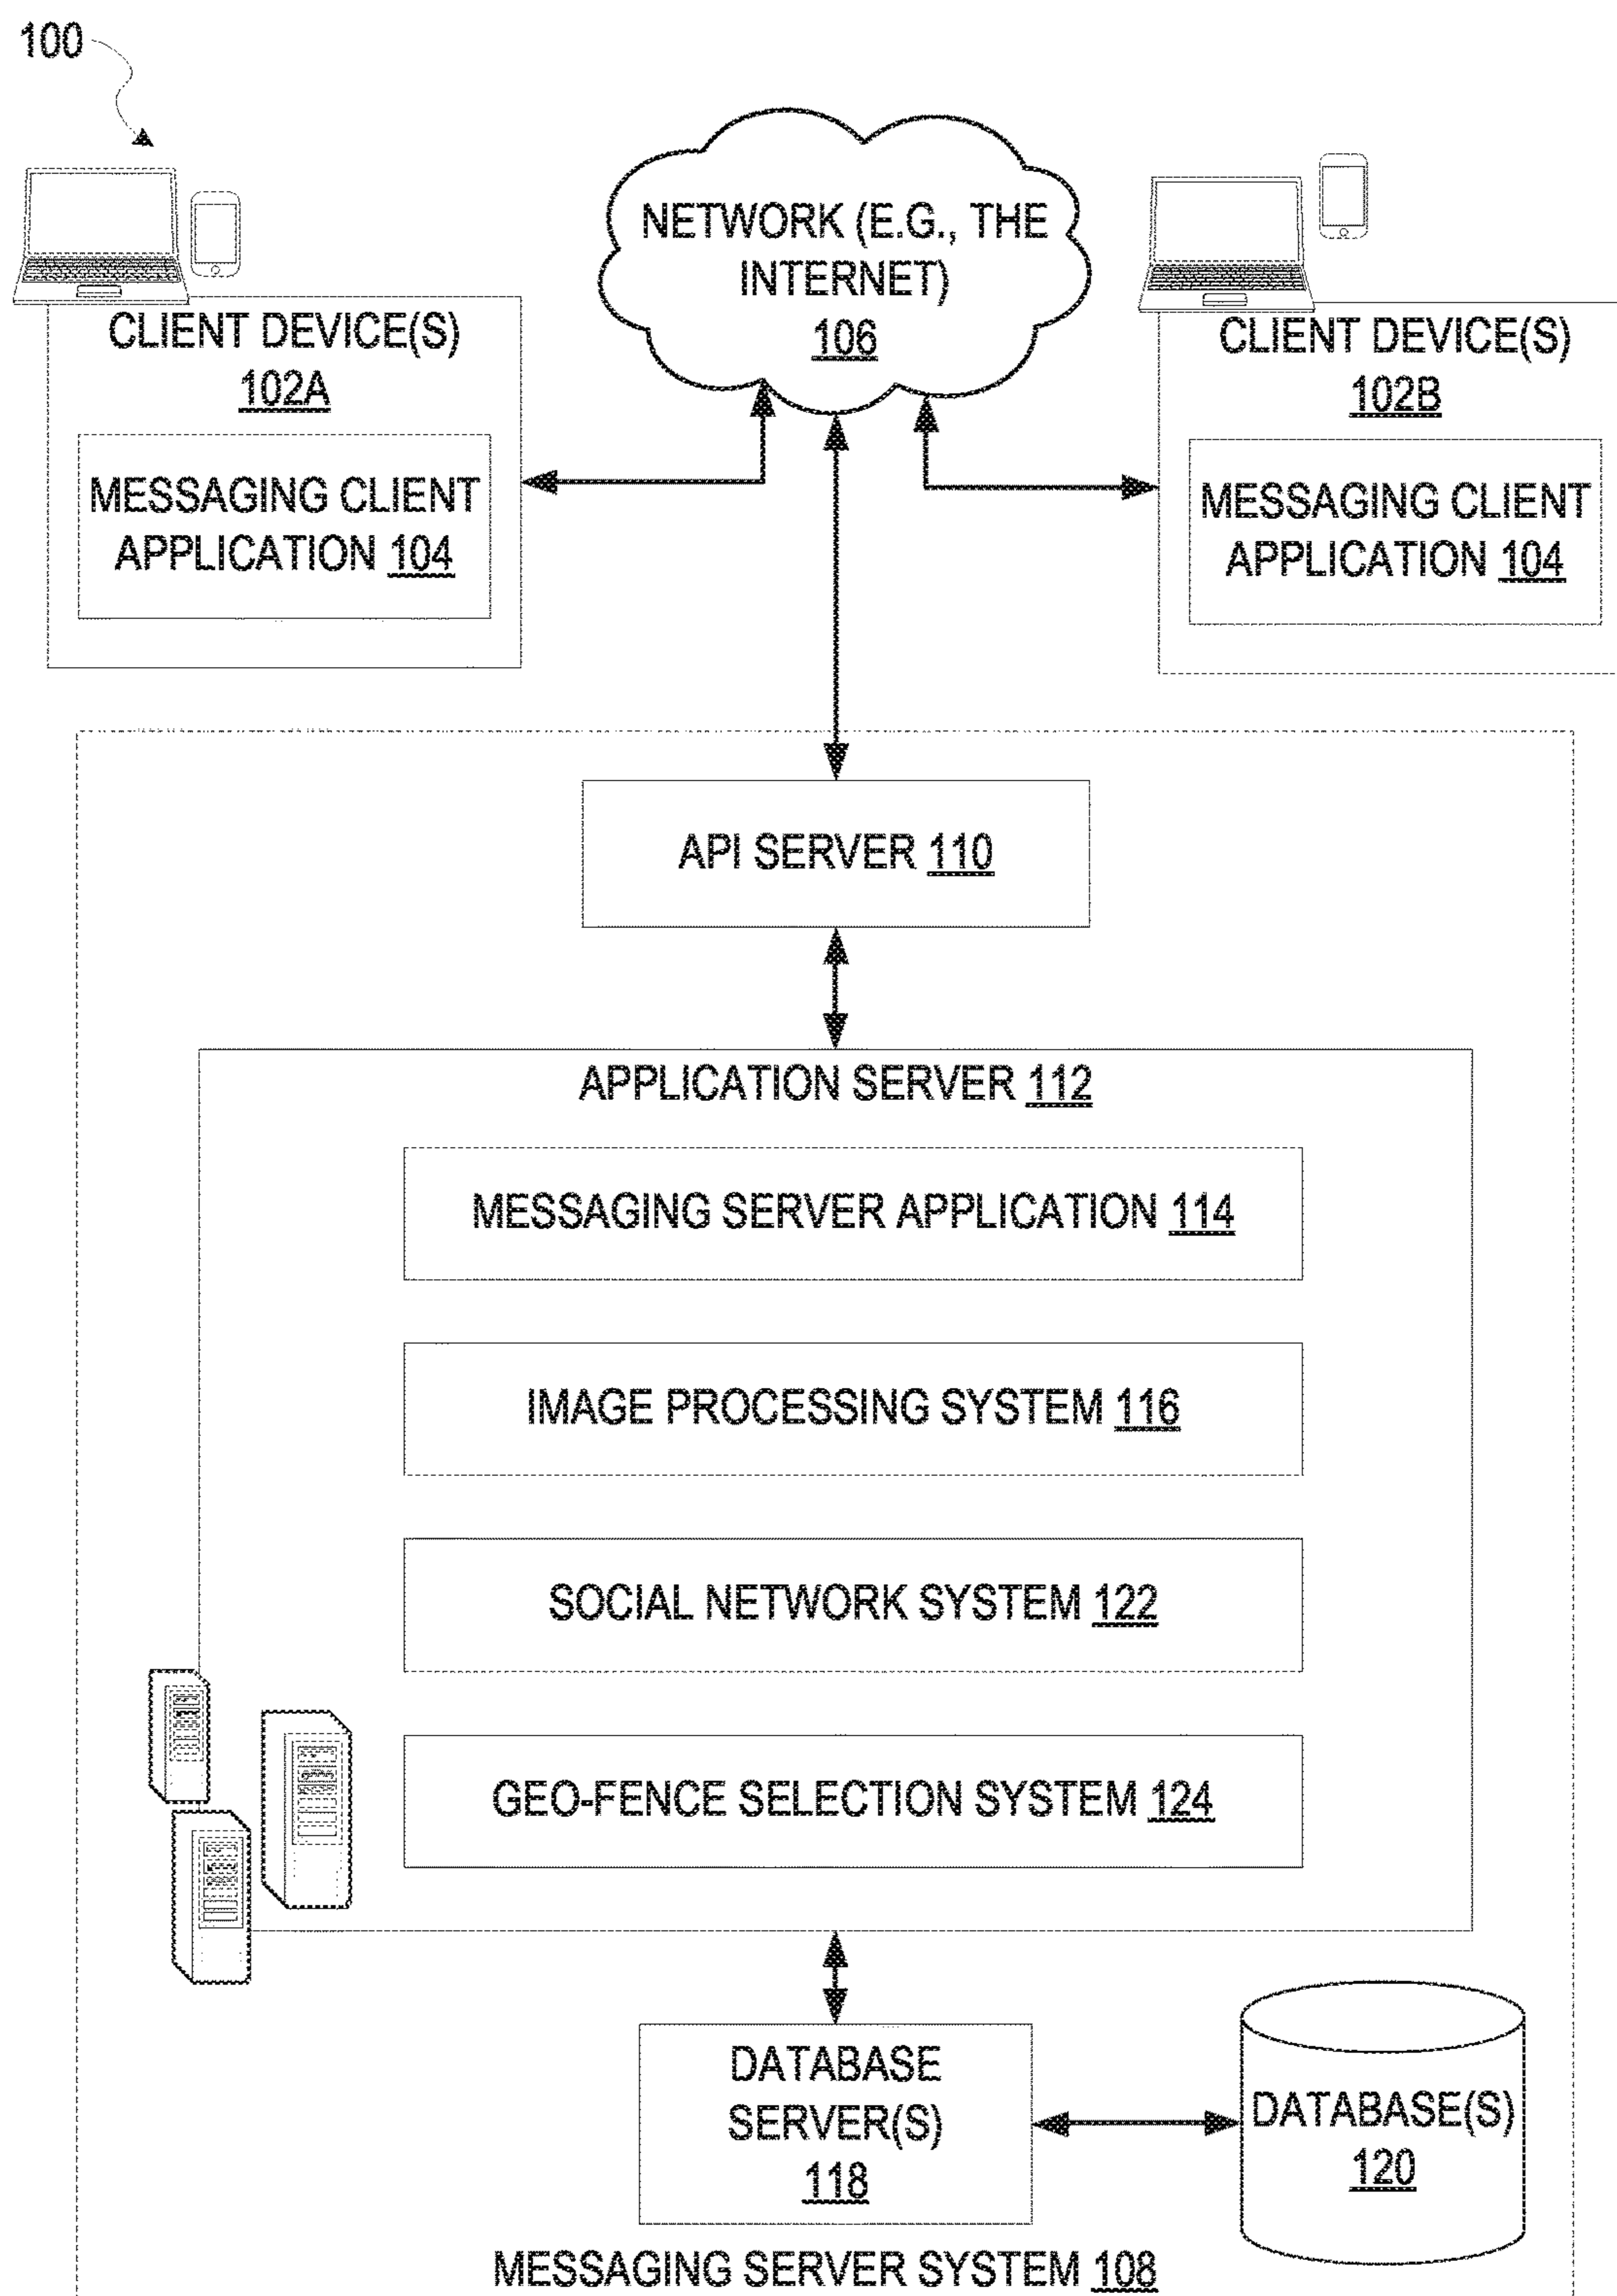 100
NETWORK (E.G., THE
INTERNET)
106
CLIENT DEVICE(S)
102A
MESSAGING CLIENT
APPLICATION 104
CLIENT DEVICE(S)
102B
MESSAGING CLIENT
APPLICATION 104
API SERVER 110
APPLICATION SERVER 112
MESSAGING SERVER APPLICATION 114
IMAGE PROCESSING SYSTEM 116
SOCIAL NETWORK SYSTEM 122
GEO-FENCE SELECTION SYSTEM 124
DATABASE
SERVER(S)
118
DATABASE(S)
120
MESSAGING SERVER SYSTEM 108